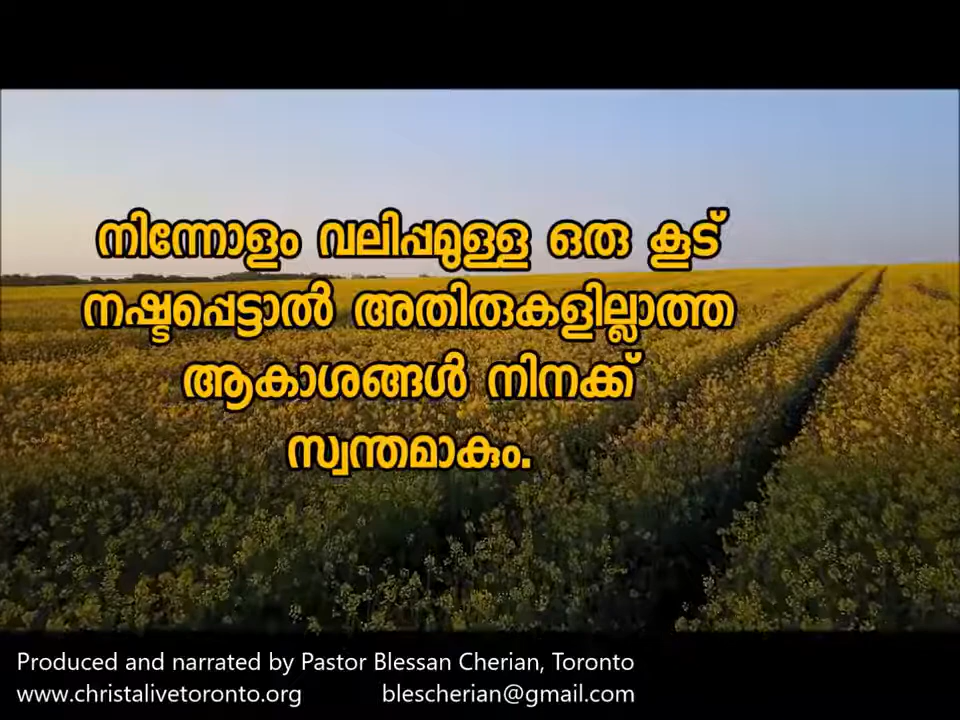 നിന്നോളം വലിപ്പമുള്ള ഒരു കൂട്
നഷ്ടപ്പെട്ടാൽ അതിരുകളില്ലാത്ത
ആകാശങ്ങൾ നിനക്ക്
സ്വന്തമാകും.
Produced and narrated by Pastor Blessan Cherian, Toronto
www.christalivetoronto.org blescherian@gmail.com